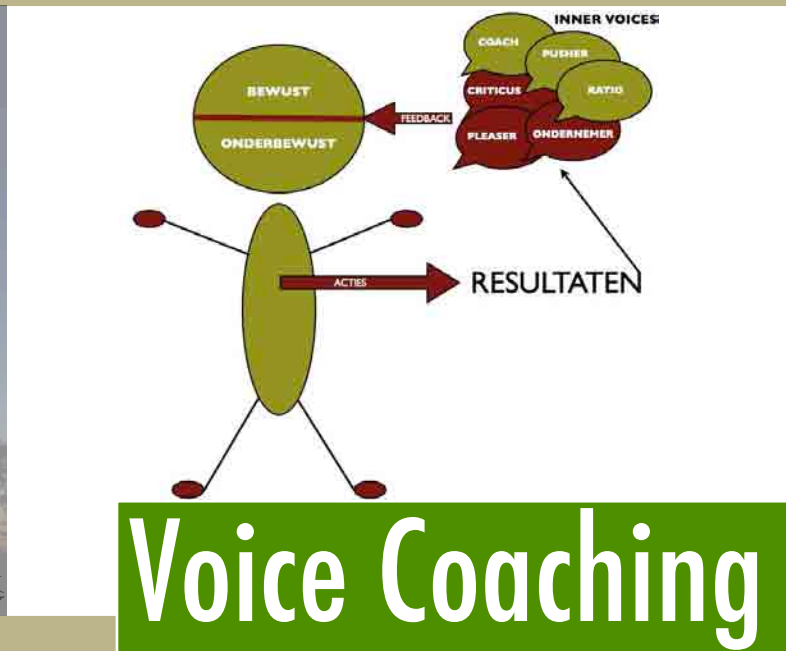 INNER VOICES:
COACH
PUSHER
CRITICUS
RATIO
PLEASER
ONDERNEMER
BEWUST
ONDERBEWUST
FEEDBACK
ACTIES
RESULTATEN
Voice Coaching